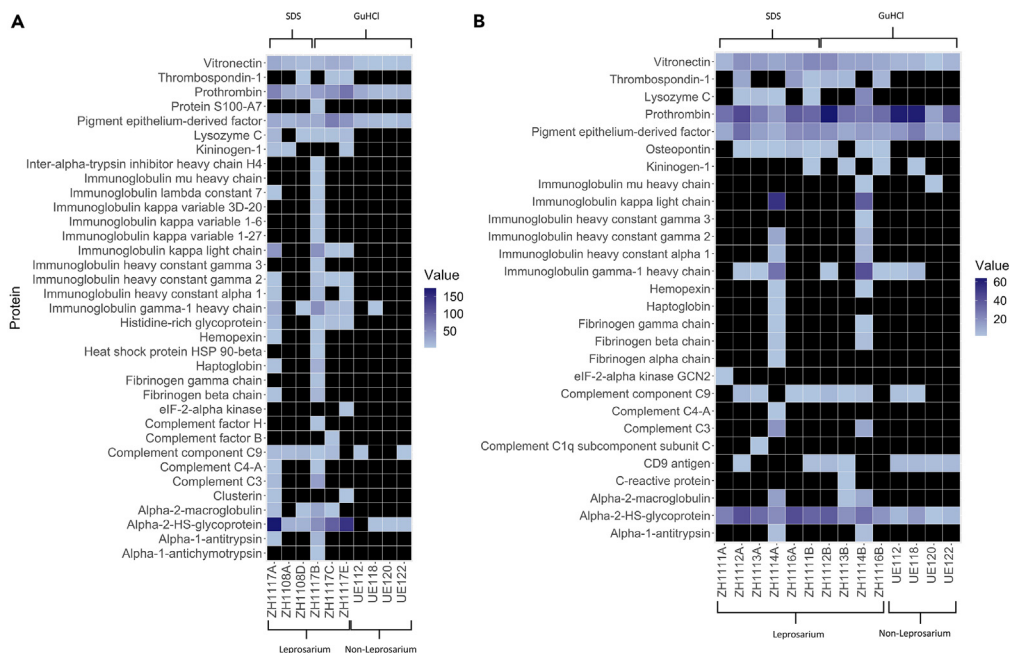 A
SDS
GuHCl
Protein
Vitronectin
Thrombospondin-1
Prothrombin
Protein S100-A7
Pigment epithelium-derived factor
Lysozyme C
Kininogen-1
Inter-alpha-trypsin inhibitor heavy chain H4
Immunoglobulin mu heavy chain
Immunoglobulin lambda constant 7
Immunoglobulin kappa variable 3D-20
Immunoglobulin kappa variable 1-6
Immunoglobulin kappa variable 1-27
Immunoglobulin kappa light chain
Immunoglobulin heavy constant gamma 3
Immunoglobulin heavy constant gamma 2
Immunoglobulin heavy constant alpha 1
Immunoglobulin gamma-1 heavy chain
Histidine-rich glycoprotein
Hemopexin
Heat shock protein HSP 90-beta
Haptoglobin
Fibrinogen gamma chain
Fibrinogen beta chain
eIF-2-alpha kinase
Complement factor H
Complement factor B
Complement component C9
Complement C4-A
Complement C3
Clusterin
Alpha-2-macroglobulin
Alpha-2-HS-glycoprotein
Alpha-1-antitrypsin
Alpha-1-antichymotrypsin
ZH1117A
ZH1108A
ZH1108D
ZH1117B
ZH1117C
ZH1117E
UE112
UE118
UE120
UE122
Leprosarium
Non-Leprosarium
Value
150
100
50
B
SDS
GuHCl
Vitronectin
Thrombospondin-1
Lysozyme C
Prothrombin
Pigment epithelium-derived factor
Osteopontin
Kininogen-1
Immunoglobulin mu heavy chain
Immunoglobulin kappa light chain
Immunoglobulin heavy constant gamma 3
Immunoglobulin heavy constant gamma 2
Immunoglobulin heavy constant alpha 1
Immunoglobulin gamma-1 heavy chain
Hemopexin
Haptoglobin
Fibrinogen gamma chain
Fibrinogen beta chain
Fibrinogen alpha chain
eIF-2-alpha kinase GCN2
Complement component C9
Complement C4-A
Complement C3
Complement C1q subcomponent subunit C
CD9 antigen
C-reactive protein
Alpha-2-macroglobulin
Alpha-2-HS-glycoprotein
Alpha-1-antitrypsin
ZH1111A
ZH1112A
ZH1113A
ZH1114A
ZH1116A
ZH1111B
ZH1112B
ZH1113B
ZH1114B
ZH1116B
UE112
UE118
UE120
UE122
Leprosarium
Non-Leprosarium
Value
60
40
20